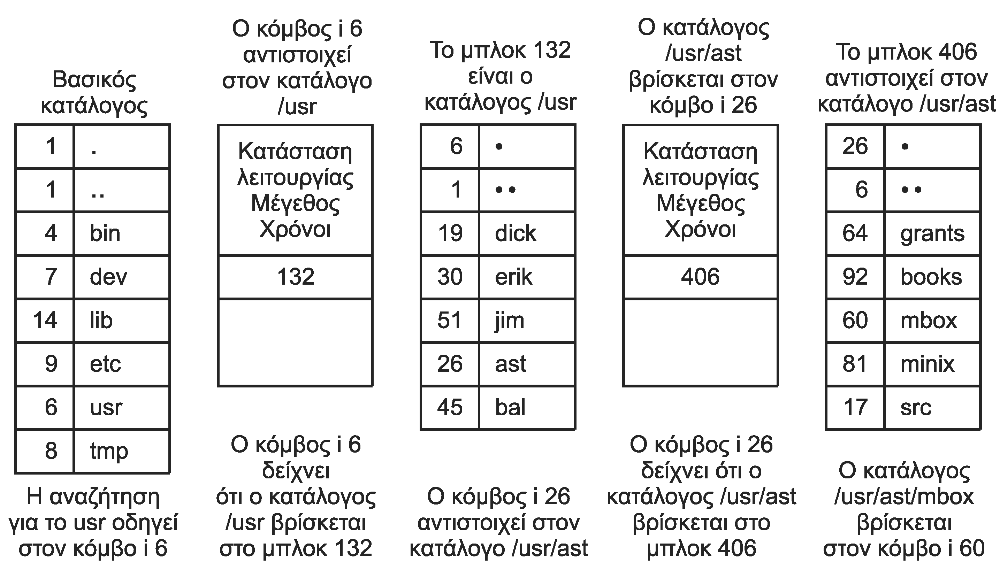 Βασικός
κατάλογος
1 .
1 ..
4 bin
7 dev
14 lib
9 etc
6 usr
8 tmp
Η αναζήτηση
για το usr οδηγεί
στον κόμβο i 6
Ο κόμβος i 6
αντιστοιχεί
στον κατάλογο
/usr
Κατάσταση
λειτουργίας
Μέγεθος
Χρόνοι
132
Ο κόμβος i 6
δείχνει
ότι ο κατάλογος
/usr βρίσκεται
στο μπλοκ 132
Το μπλοκ 132
είναι ο
κατάλογος /usr
6 •
1 • •
19 dick
30 erik
51 jim
26 ast
45 bal
Ο κόμβος i 26
αντιστοιχεί στον
κατάλογο /usr/ast
Ο κατάλογος
/usr/ast
βρίσκεται στον
κόμβο i 26
Κατάσταση
λειτουργίας
Μέγεθος
Χρόνοι
406
Ο κόμβος i 26
δείχνει ότι ο
κατάλογος /usr/ast
βρίσκεται στο
μπλοκ 406
Το μπλοκ 406
αντιστοιχεί στον
κατάλογο /usr/ast
26 •
6 • •
64 grants
92 books
60 mbox
81 minix
17 src
Ο κατάλογος
/usr/ast/mbox
βρίσκεται
στον κόμβο i 60